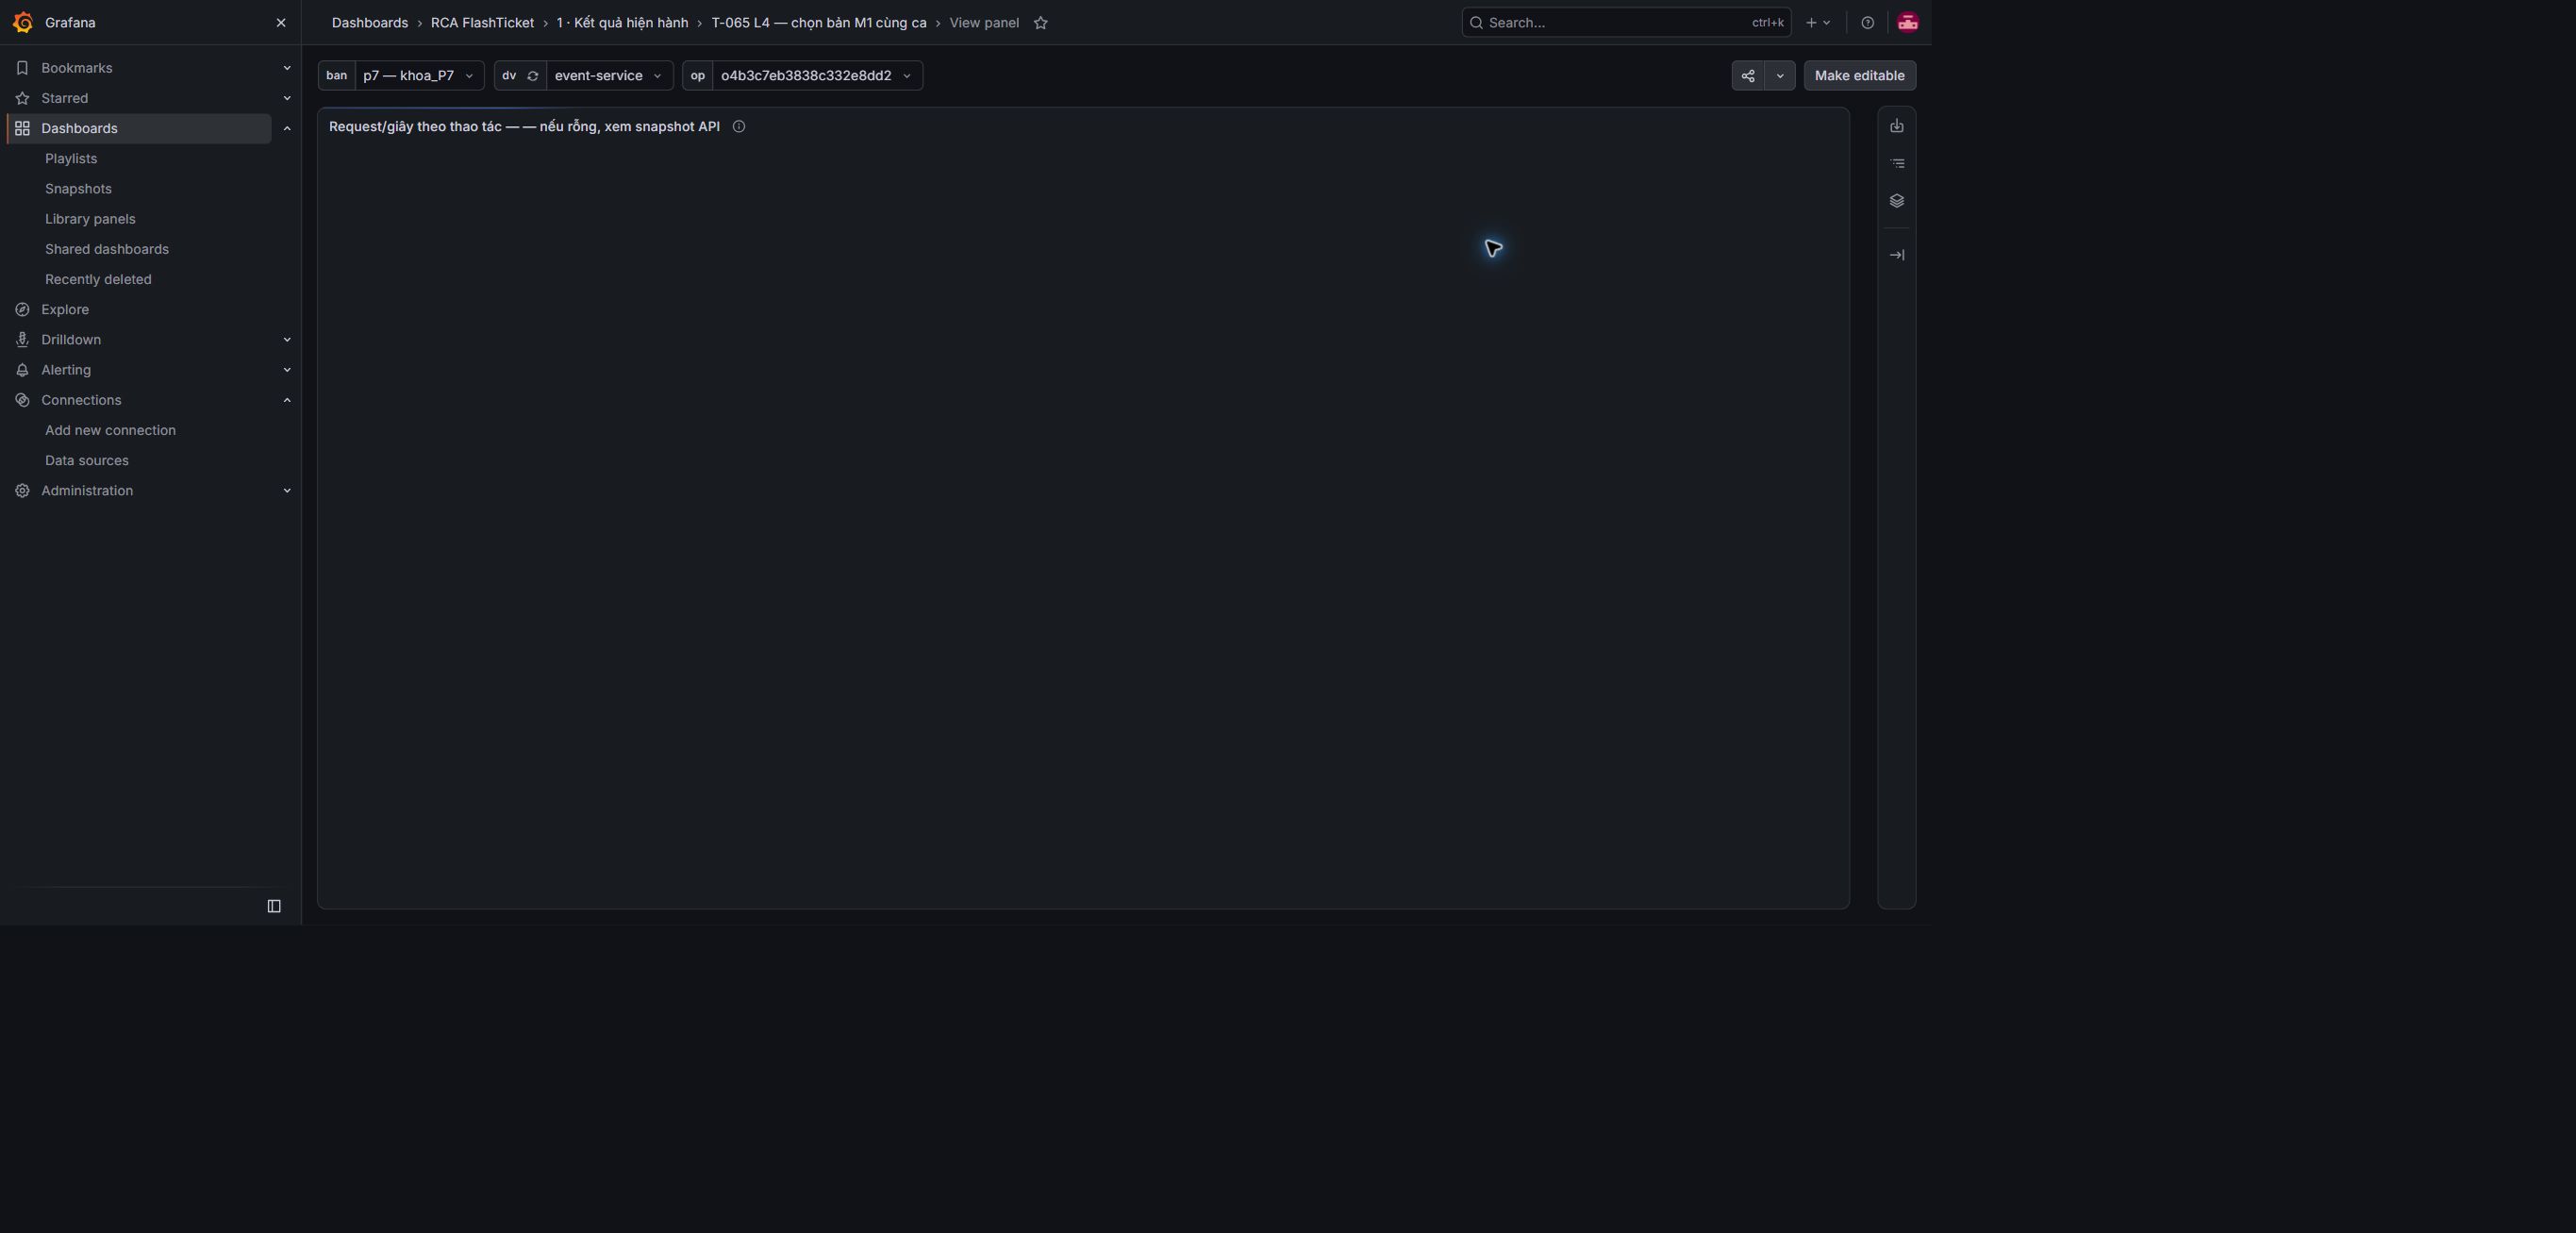 Grafana
Dashboards › RCA FlashTicket › 1 · Kết quả hiện hành › T-065 L4 — chọn bản M1 cùng ca › View panel
Search... ctrl+k
Bookmarks
Starred
Dashboards
Playlists
Snapshots
Library panels
Shared dashboards
Recently deleted
Explore
Drilldown
Alerting
Connections
Add new connection
Data sources
Administration
ban p7 — khoa_P7 dv event-service op o4b3c7eb3838c332e8dd2
Make editable
Request/giây theo thao tác — — nếu rỗng, xem snapshot API